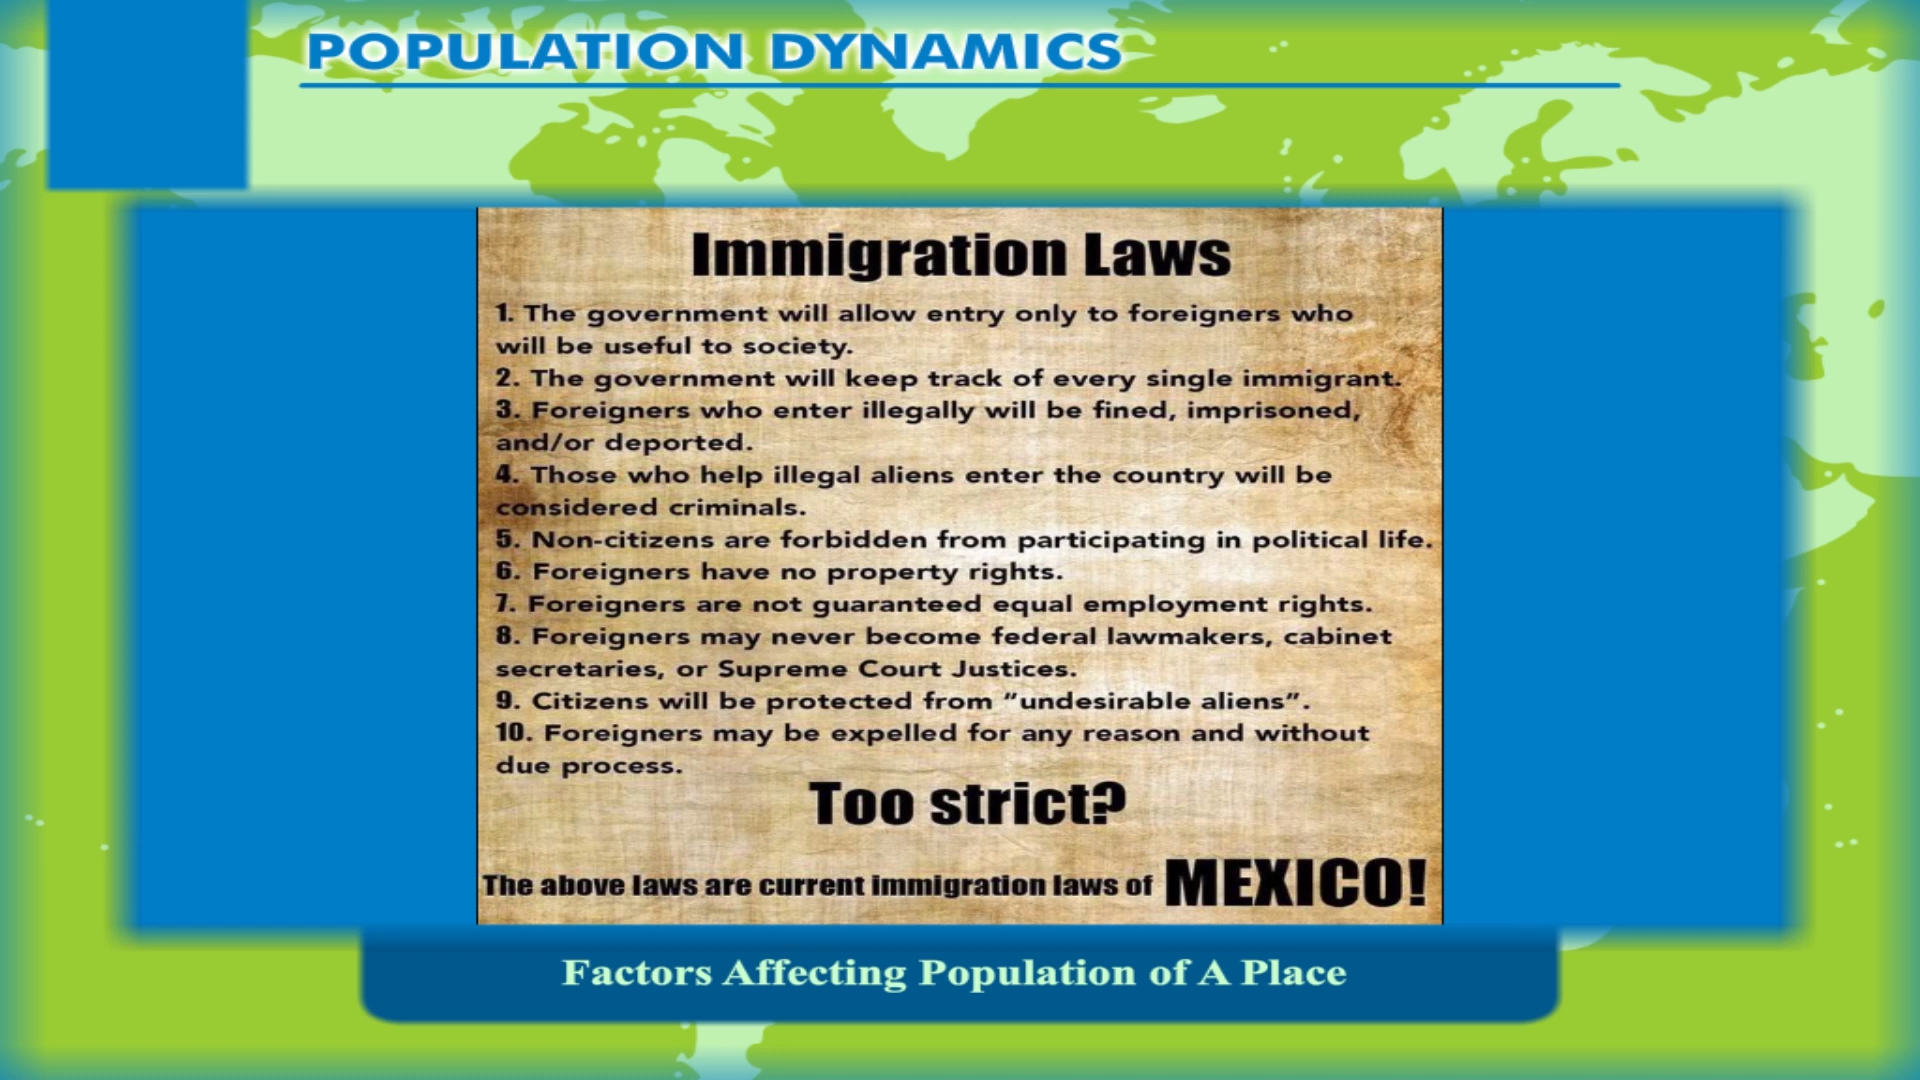 POPULATION DYNAMICS
Immigration Laws
1. The government will allow entry only to foreigners who
will be useful to society.
2. The government will keep track of every single immigrant.
3. Foreigners who enter illegally will be fined, imprisoned,
and/or deported.
4. Those who help illegal aliens enter the country will be
considered criminals.
5. Non-citizens are forbidden from participating in political life.
6. Foreigners have no property rights.
7. Foreigners are not guaranteed equal employment rights.
8. Foreigners may never become federal lawmakers, cabinet
secretaries, or Supreme Court Justices.
9. Citizens will be protected from “undesirable aliens”.
10. Foreigners may be expelled for any reason and without
due process.
Too strict?
The above laws are current immigration laws of MEXICO!
Factors Affecting Population of A Place